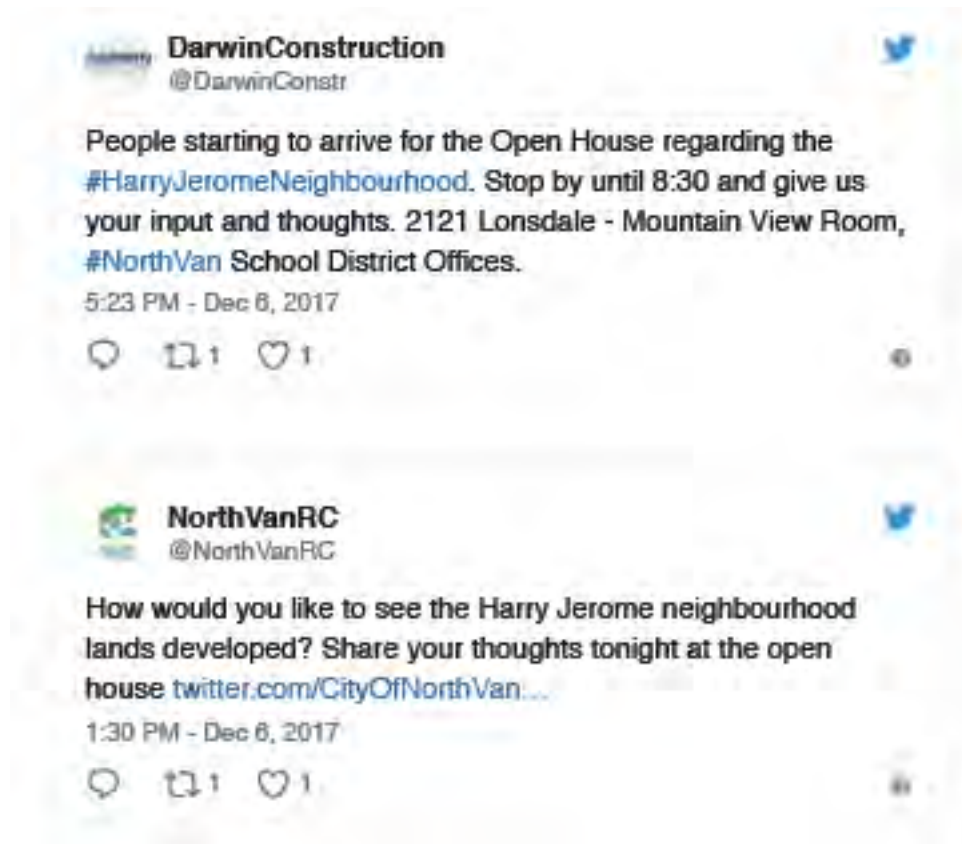 DarwinConstruction
@DarwinConstr
People starting to arrive for the Open House regarding the
#HarryJeromeNeighbourhood. Stop by until 8:30 and give us
your input and thoughts. 2121 Lonsdale - Mountain View Room,
#NorthVan School District Offices.
5:23 PM - Dec 6, 2017
1 1
NorthVanRC
@NorthVanRC
How would you like to see the Harry Jerome neighbourhood
lands developed? Share your thoughts tonight at the open
house twitter.com/CityOfNorthVan…
1:30 PM - Dec 6, 2017
1 1